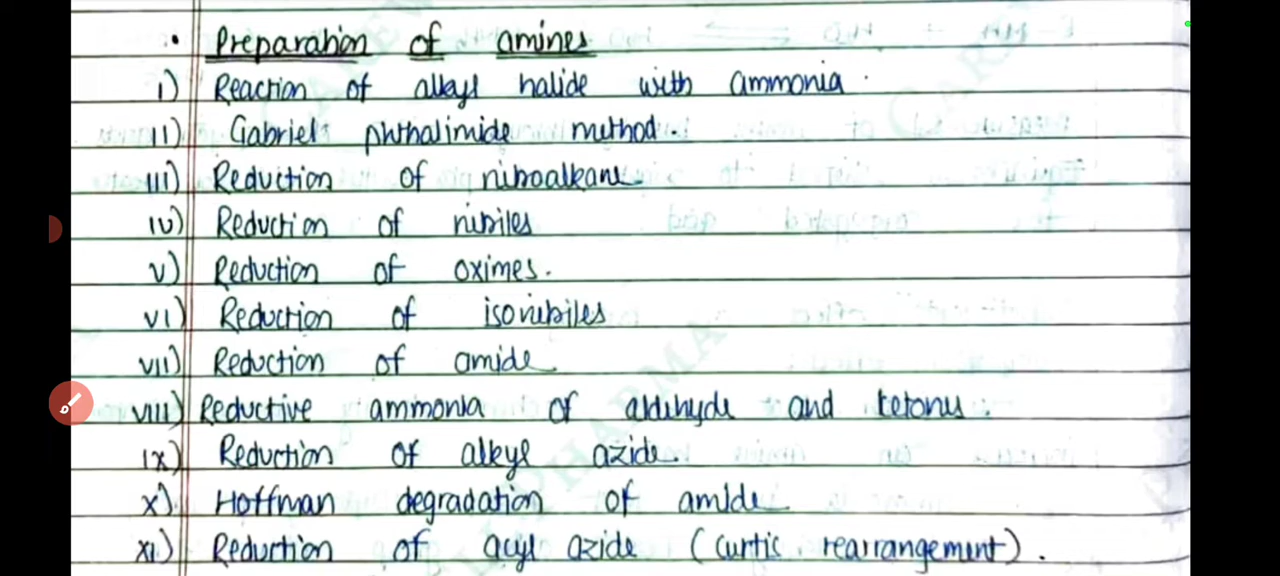 • Preparation of amines
i) Reaction of alkyl halide with ammonia.
ii) Gabriel phthalimide method.
iii) Reduction of nitroalkane.
iv) Reduction of nitriles
v) Reduction of oximes.
vi) Reduction of isonitriles
vii) Reduction of amide
viii) Reductive ammonia of aldehyde and ketones.
ix) Reduction of alkyl azide
x) Hoffman degradation of amide
xi) Reduction of acyl azide (curtis rearrangement).